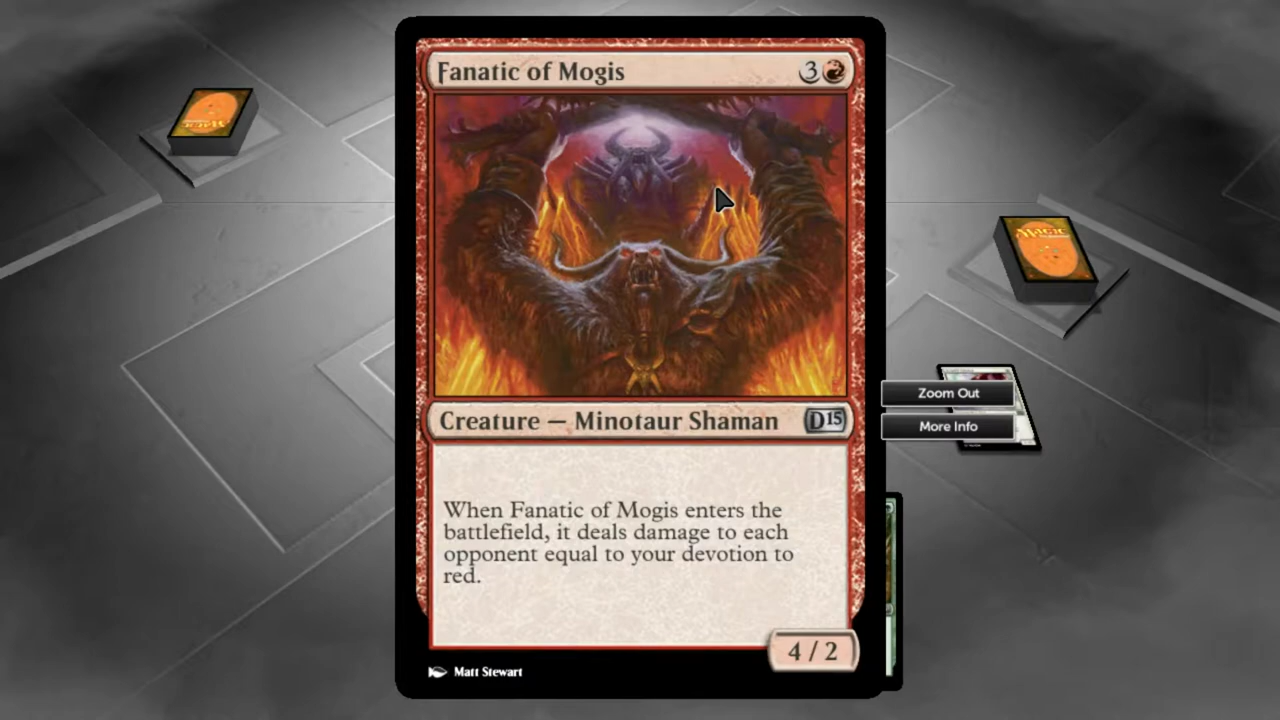 Fanatic of Mogis
3
MAGIC
Creature — Minotaur Shaman
D15
Zoom Out
More Info
When Fanatic of Mogis enters the
battlefield, it deals damage to each
opponent equal to your devotion to
red.
4 / 2
Matt Stewart